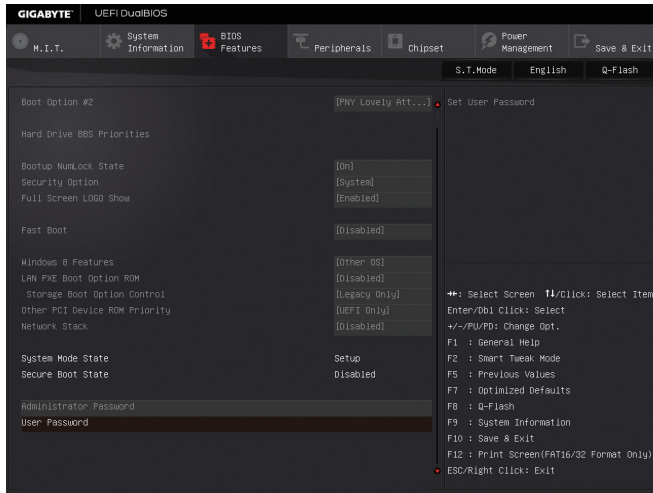 GIGABYTE™ UEFI DualBIOS
M.I.T.
System Information
BIOS Features
Peripherals
Chipset
Power Management
Save & Exit
S.T.Mode English Q-Flash
Boot Option #2 [PNY Lovely Att...]
Hard Drive BBS Priorities
Bootup NumLock State [On]
Security Option [System]
Full Screen LOGO Show [Enabled]
Fast Boot [Disabled]
Windows 8 Features [Other OS]
LAN PXE Boot Option ROM [Disabled]
Storage Boot Option Control [Legacy Only]
Other PCI Device ROM Priority [UEFI Only]
Network Stack [Disabled]
System Mode State Setup
Secure Boot State Disabled
Administrator Password
User Password
Set User Password
→←: Select Screen ↑↓/Click: Select Item
Enter/Dbl Click: Select
+/-/PU/PD: Change Opt.
F1 : General Help
F2 : Smart Tweak Mode
F5 : Previous Values
F7 : Optimized Defaults
F8 : Q-Flash
F9 : System Information
F10 : Save & Exit
F12 : Print Screen(FAT16/32 Format Only)
ESC/Right Click: Exit